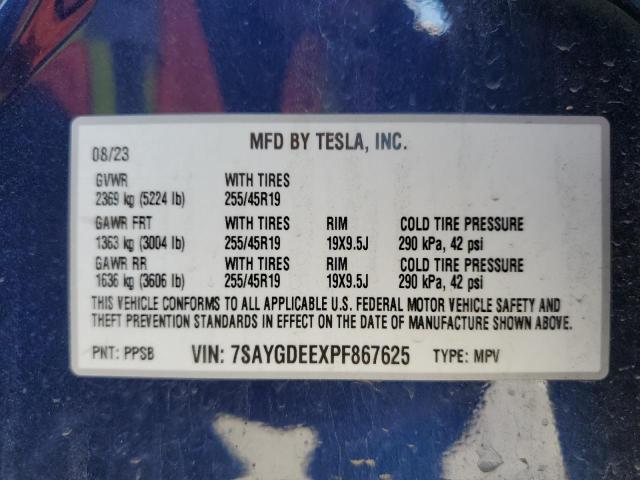 MFD BY TESLA, INC.
08/23
GVWR WITH TIRES
2369 kg (5224 lb) 255/45R19
GAWR FRT WITH TIRES RIM COLD TIRE PRESSURE
1363 kg (3004 lb) 255/45R19 19X9.5J 290 kPa, 42 psi
GAWR RR WITH TIRES RIM COLD TIRE PRESSURE
1636 kg (3606 lb) 255/45R19 19X9.5J 290 kPa, 42 psi
THIS VEHICLE CONFORMS TO ALL APPLICABLE U.S. FEDERAL MOTOR VEHICLE SAFETY AND
THEFT PREVENTION STANDARDS IN EFFECT ON THE DATE OF MANUFACTURE SHOWN ABOVE.
PNT: PPSB VIN: 7SAYGDEEXPF867625 TYPE: MPV